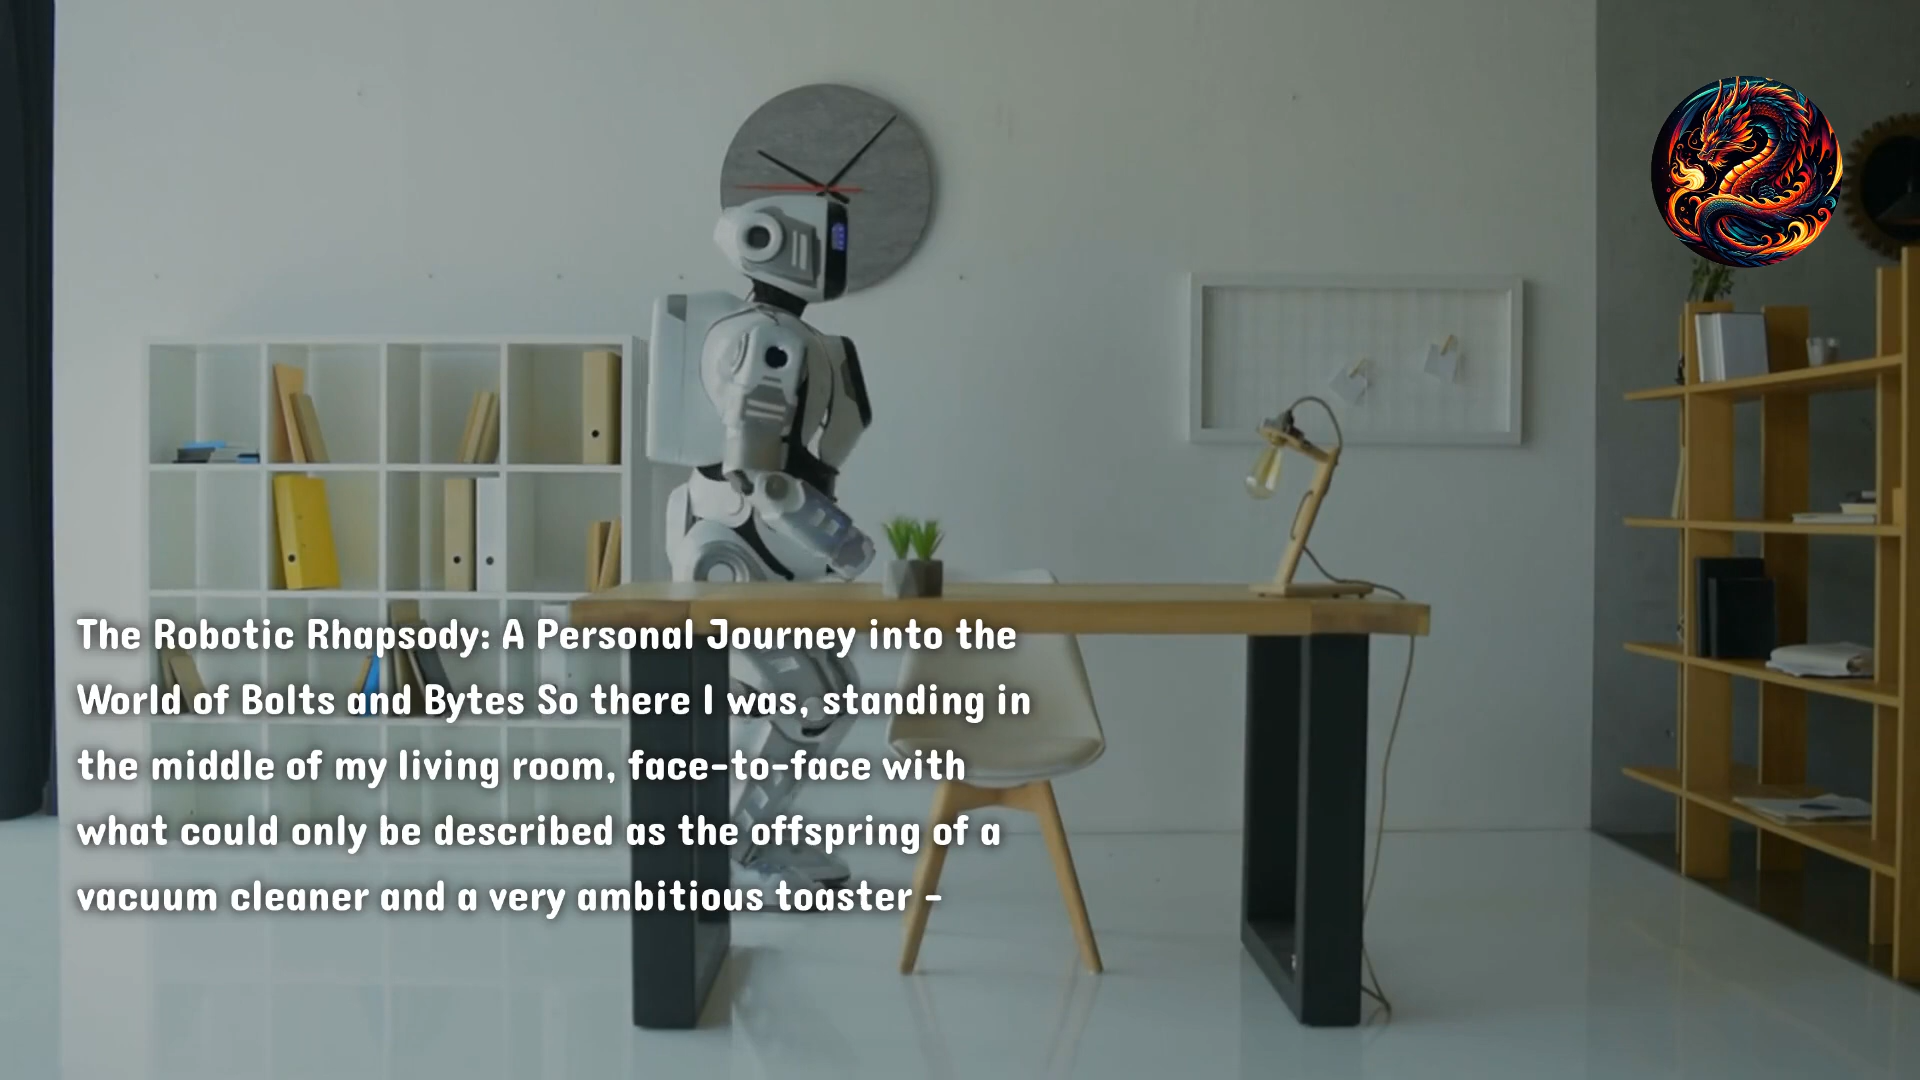 The Robotic Rhapsody: A Personal Journey into the
World of Bolts and Bytes So there I was, standing in
the middle of my living room, face-to-face with
what could only be described as the offspring of a
vacuum cleaner and a very ambitious toaster -